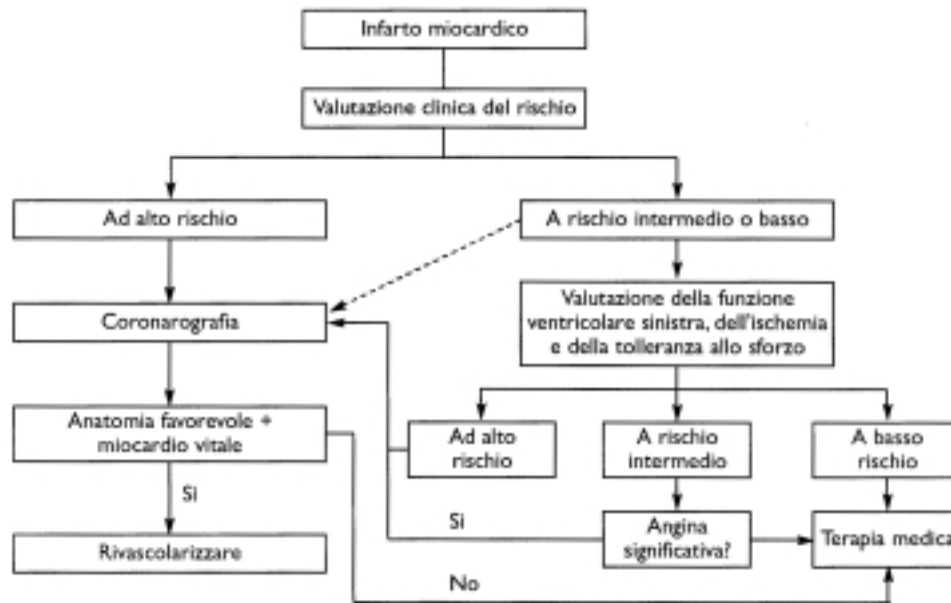 Infarto miocardico
Valutazione clinica del rischio
Ad alto rischio
A rischio intermedio o basso
Coronarografia
Valutazione della funzione
ventricolare sinistra, dell'ischemia
e della tolleranza allo sforzo
Anatomia favorevole +
miocardio vitale
Ad alto
rischio
A rischio
intermedio
A basso
rischio
Si
Rivascolarizzare
Si
Angina
significativa?
Terapia medica
No